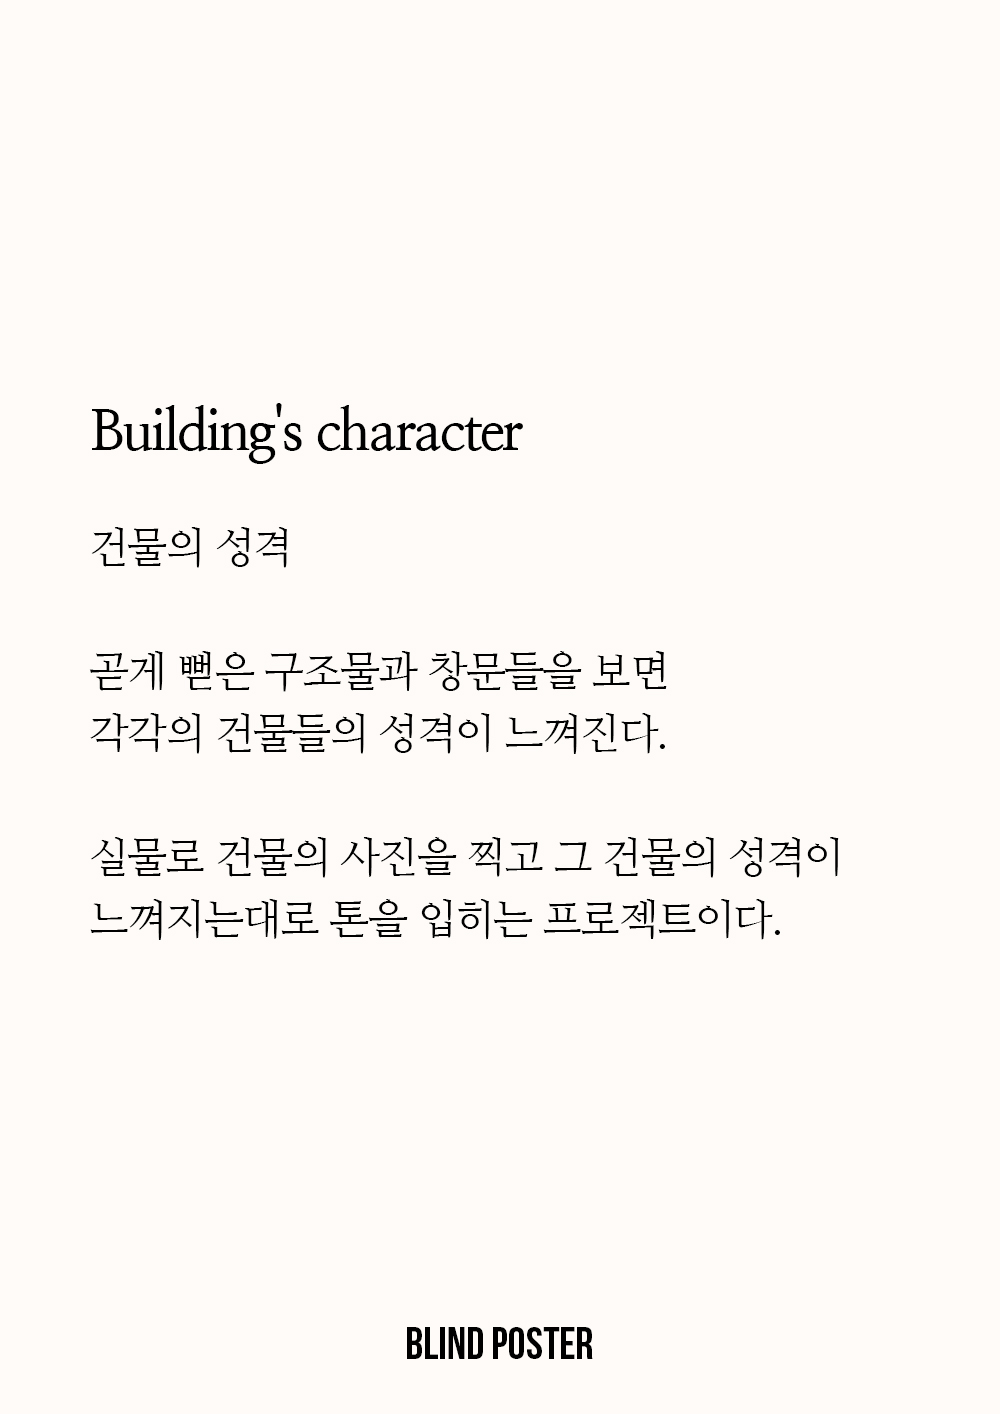 Building's character
건물의 성격
곧게 뻗은 구조물과 창문들을 보면
각각의 건물들의 성격이 느껴진다.
실물로 건물의 사진을 찍고 그 건물의 성격이
느껴지는대로 톤을 입히는 프로젝트이다.
BLIND POSTER